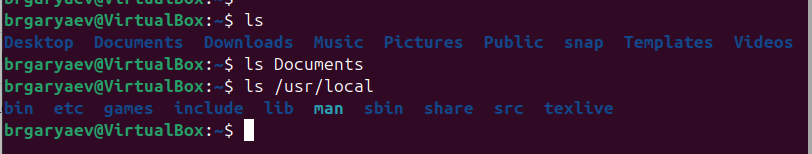 brgaryaev@VirtualBox:~$ ls
Desktop Documents Downloads Music Pictures Public snap Templates Videos
brgaryaev@VirtualBox:~$ ls Documents
brgaryaev@VirtualBox:~$ ls /usr/local
bin etc games include lib man sbin share src texlive
brgaryaev@VirtualBox:~$